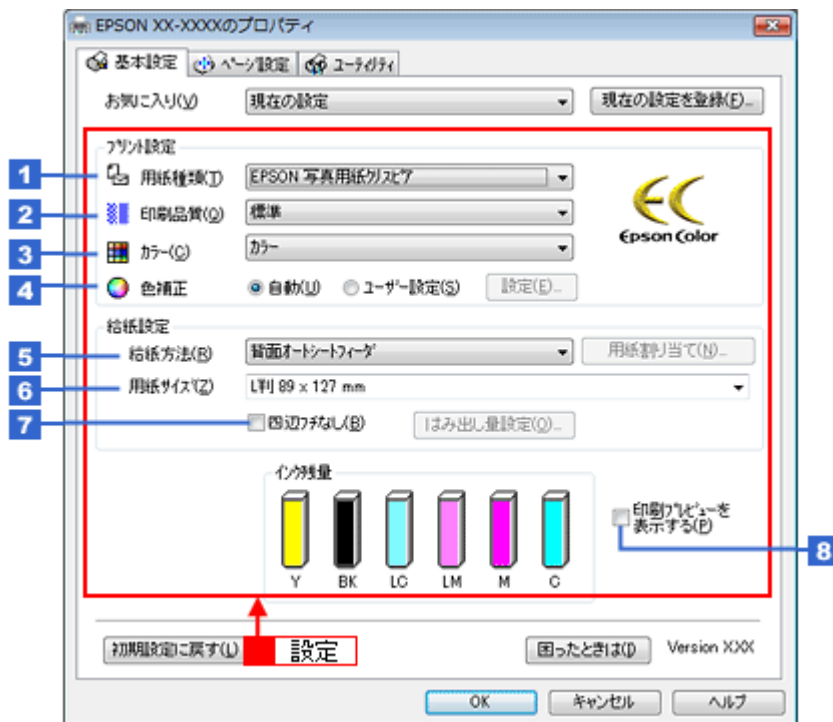 EPSON XX-XXXXのプロパティ
基本設定 ページ設定 ユーティリティ
お気に入り(V) 現在の設定 現在の設定を登録(F)...
プリント設定
1 用紙種類(T) EPSON 写真用紙クリスピア
2 印刷品質(Q) 標準
3 カラー(C) カラー
Epson Color
4 色補正 自動(U) ユーザー設定(S) 設定(E)...
給紙設定
5 給紙方法(R) 背面オートシートフィーダ 用紙割り当て(N)...
6 用紙サイズ(Z) L判 89 x 127 mm
7 四辺フチなし(B) はみ出し量設定(O)...
インク残量
印刷プレビューを
表示する(P)
8
Y BK LC LM M C
初期設定に戻す(L) 設定 困ったときは(I) Version XXX
OK キャンセル ヘルプ